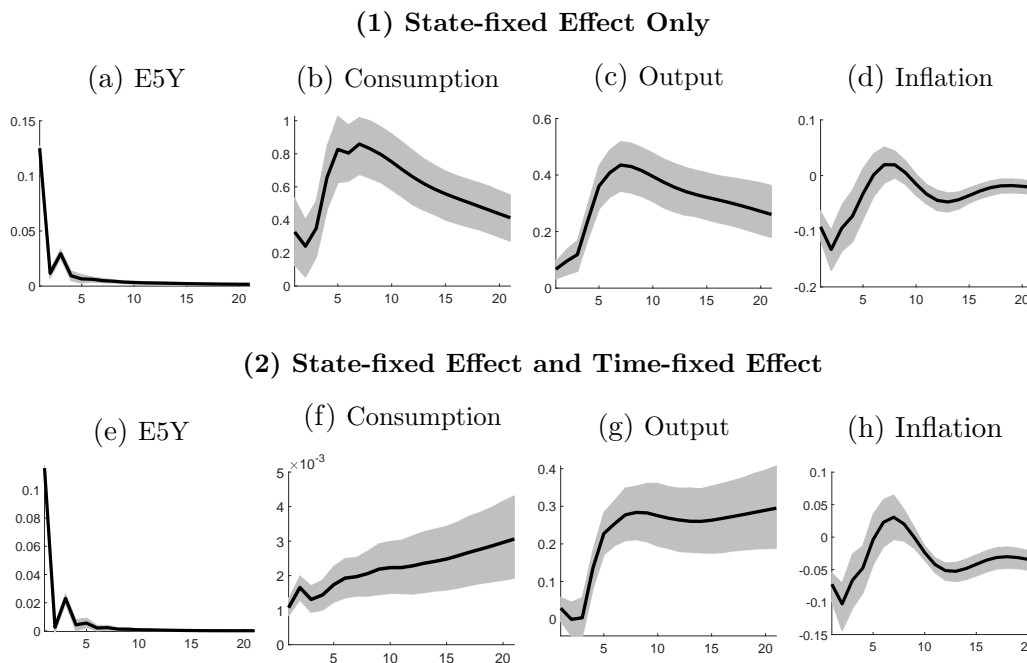 (1) State-fixed Effect Only
(a) E5Y
(b) Consumption
(c) Output
(d) Inflation
0.15
0.1
0.05
0
5 10 15 20
1
0.8
0.6
0.4
0.2
0
5 10 15 20
0.6
0.4
0.2
0
5 10 15 20
0.1
0
-0.1
-0.2
5 10 15 20
(2) State-fixed Effect and Time-fixed Effect
(e) E5Y
(f) Consumption
(g) Output
(h) Inflation
0.1
0.08
0.06
0.04
0.02
0
5 10 15 20
×10⁻³
5
4
3
2
1
0
5 10 15 20
0.4
0.3
0.2
0.1
0
5 10 15 20
0.1
0.05
0
-0.05
-0.1
-0.15
5 10 15 20